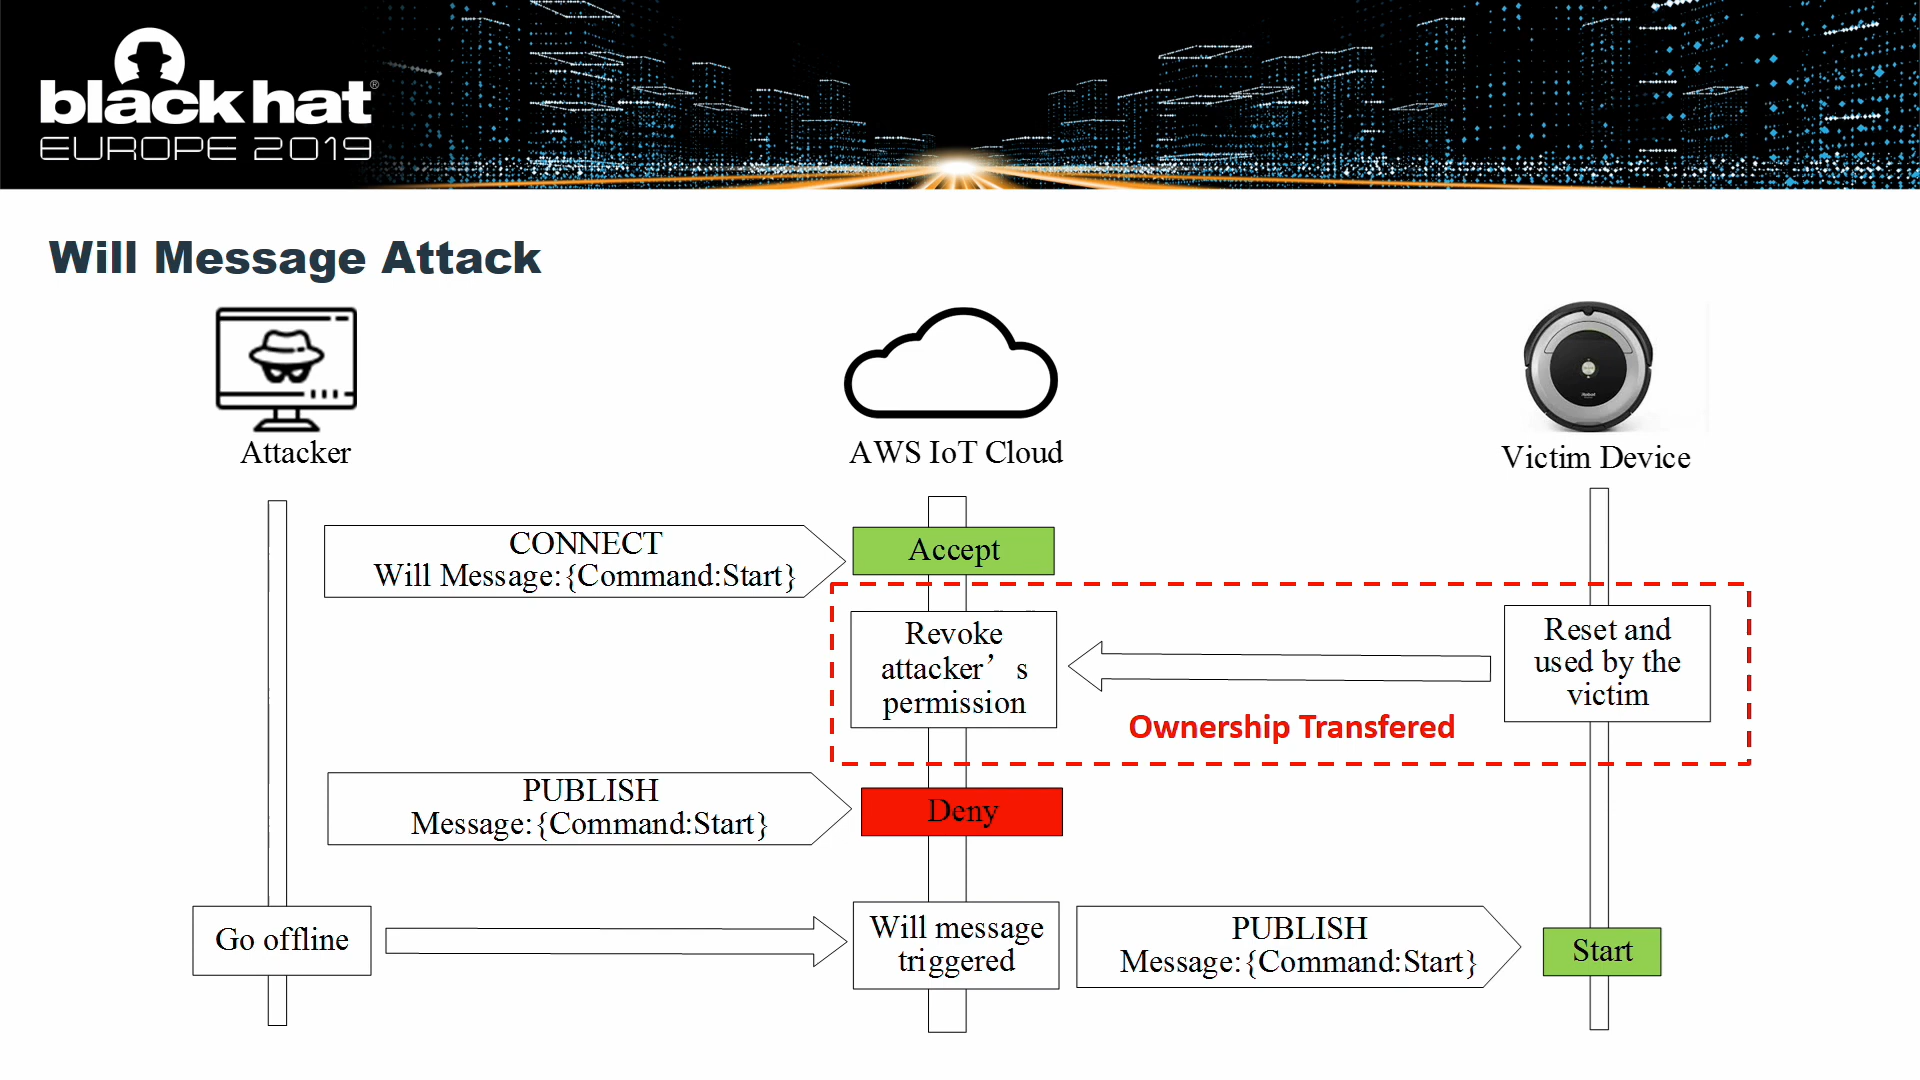 black hat®
EUROPE 2019
Will Message Attack
Attacker
AWS IoT Cloud
Victim Device
CONNECT
Will Message:{Command:Start}
Accept
Revoke
attacker’s
permission
Reset and
used by the
victim
Ownership Transfered
PUBLISH
Message:{Command:Start}
Deny
Go offline
Will message
triggered
PUBLISH
Message:{Command:Start}
Start